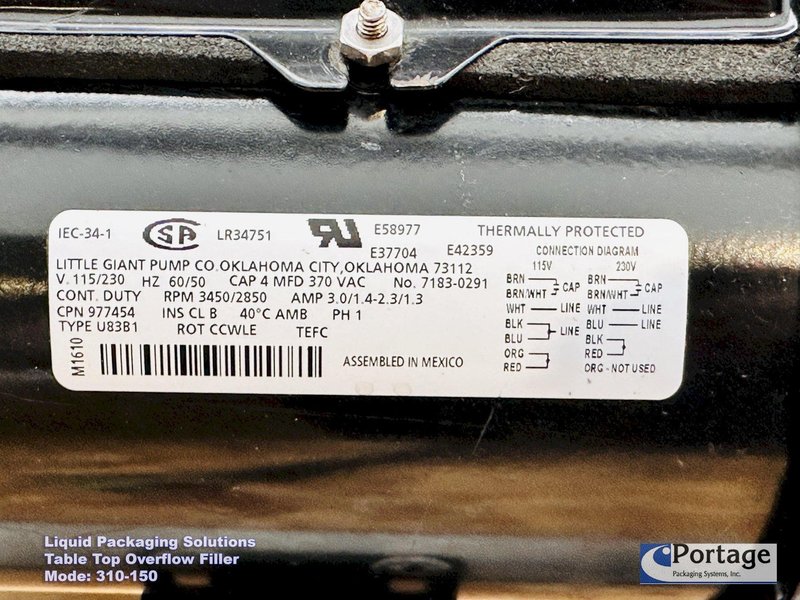 IEC-34-1 SA LR34751 RU E58977 THERMALLY PROTECTED
E37704 E42359 CONNECTION DIAGRAM
LITTLE GIANT PUMP CO.OKLAHOMA CITY,OKLAHOMA 73112
V. 115/230 HZ 60/50 CAP 4 MFD 370 VAC No. 7183-0291
CONT. DUTY RPM 3450/2850 AMP 3.0/1.4-2.3/1.3
CPN 977454 INS CL B 40°C AMB PH 1
TYPE U83B1 ROT CCWLE TEFC
M1610
ASSEMBLED IN MEXICO
115V 230V
BRN BRN
CAP CAP
BRN/WHT BRN/WHT
WHT LINE WHT LINE
BLK BLU LINE
LINE
BLU BLK
ORG RED
RED ORG-NOT USED
Liquid Packaging Solutions
Table Top Overflow Filler
Mode: 310-150
Portage
Packaging Systems, Inc.